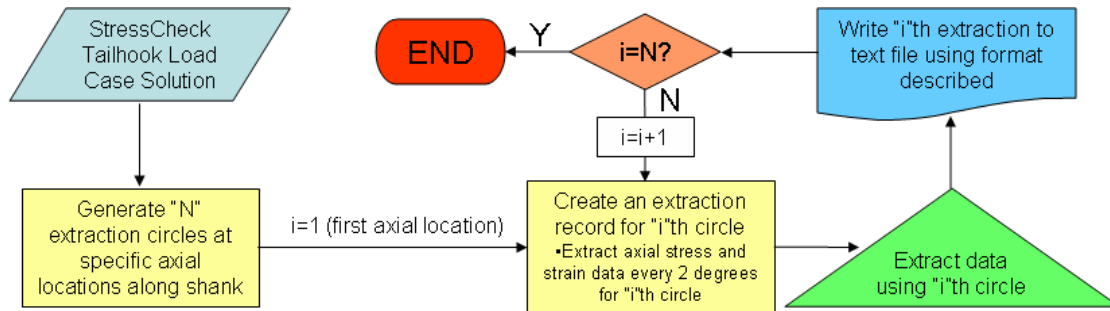 StressCheck
Tailhook Load
Case Solution
END
Y
i=N?
N
i=i+1
Write "i"th extraction to
text file using format
described
Generate "N"
extraction circles at
specific axial
locations along shank
i=1 (first axial location)
Create an extraction
record for "i"th circle
•Extract axial stress and
strain data every 2 degrees
for "i"th circle
Extract data
using "i"th circle